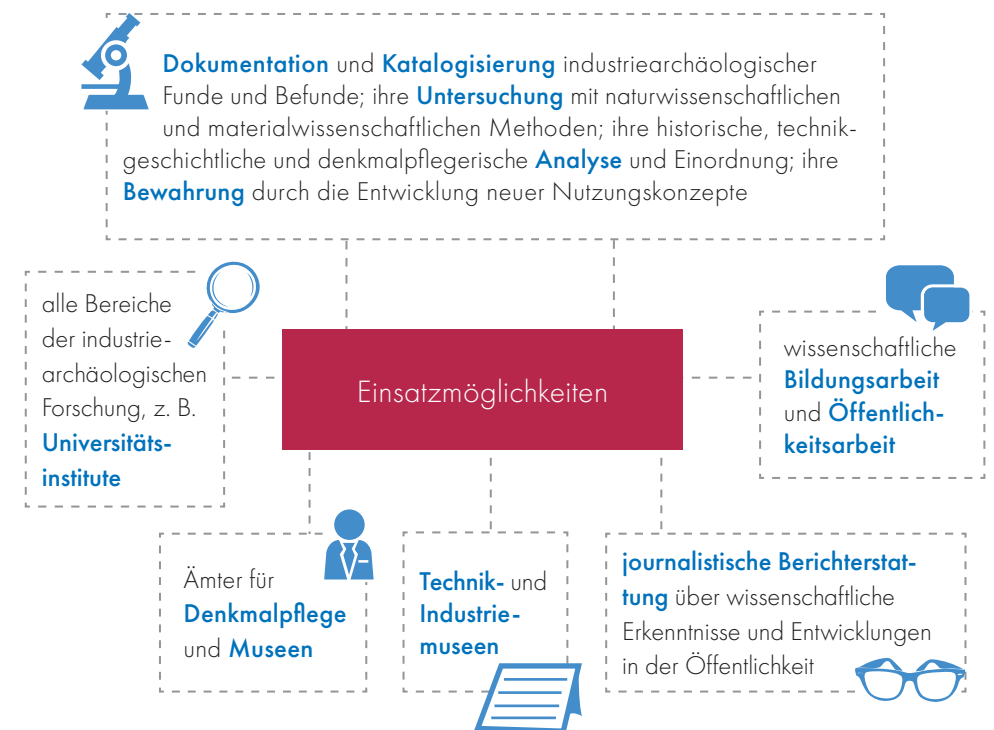 Dokumentation und Katalogisierung industriearchäologischer
Funde und Befunde; ihre Untersuchung mit naturwissenschaftlichen
und materialwissenschaftlichen Methoden; ihre historische, technik-
geschichtliche und denkmalpflegerische Analyse und Einordnung; ihre
Bewahrung durch die Entwicklung neuer Nutzungskonzepte
alle Bereiche
der industrie-
archäologischen
Forschung, z. B.
Universitäts-
institute
Einsatzmöglichkeiten
wissenschaftliche
Bildungsarbeit
und Öffentlich-
keitsarbeit
Ämter für
Denkmalpflege
und Museen
Technik- und
Industrie-
museen
journalistische Berichterstat-
tung über wissenschaftliche
Erkenntnisse und Entwicklungen
in der Öffentlichkeit